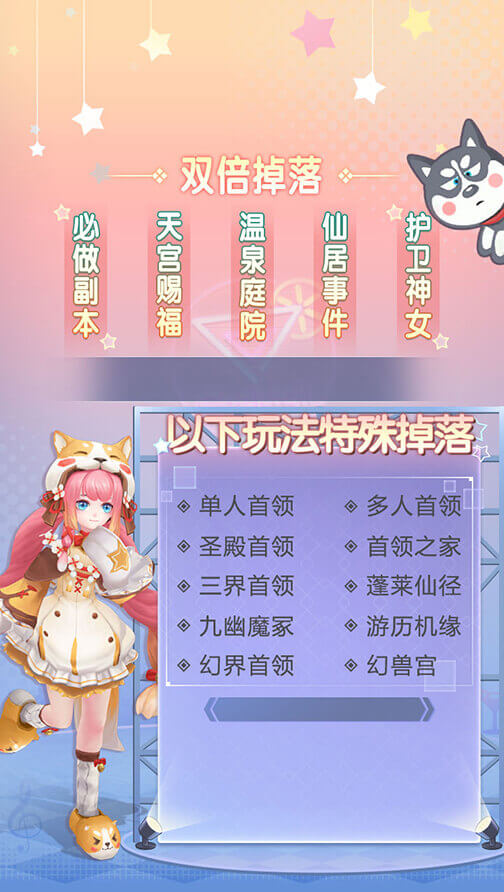 双倍掉落
必做副本
天宫赐福
温泉庭院
仙居事件
护卫神女
以下玩法特殊掉落
单人首领
多人首领
圣殿首领
首领之家
三界首领
蓬莱仙径
九幽魔冢
游历机缘
幻界首领
幻兽宫